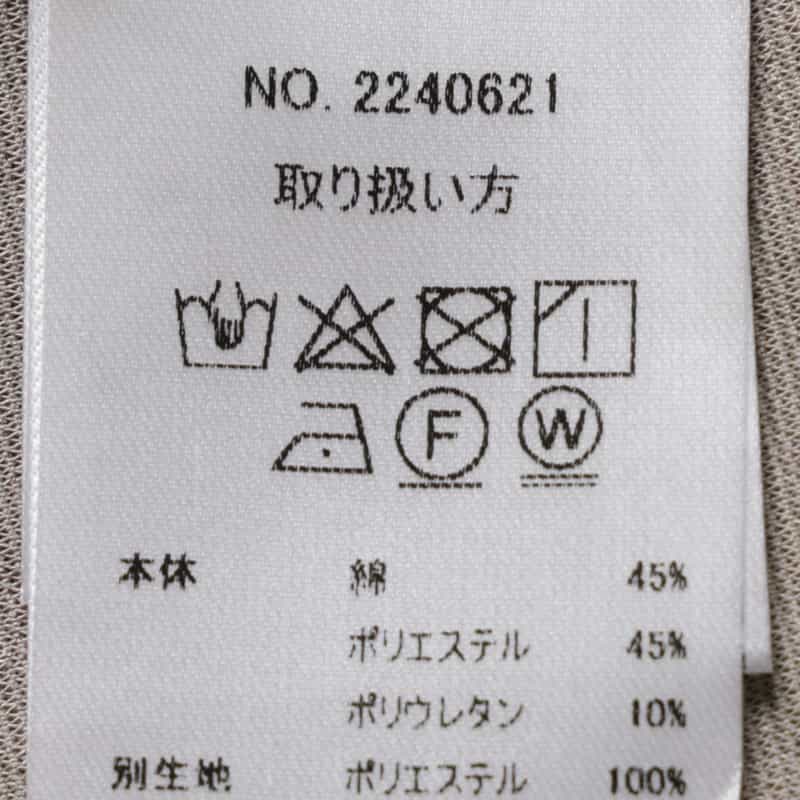 NO. 2240621
取り扱い方
F W
本体 綿 45%
ポリエステル 45%
ポリウレタン 10%
別生地 ポリエステル 100%